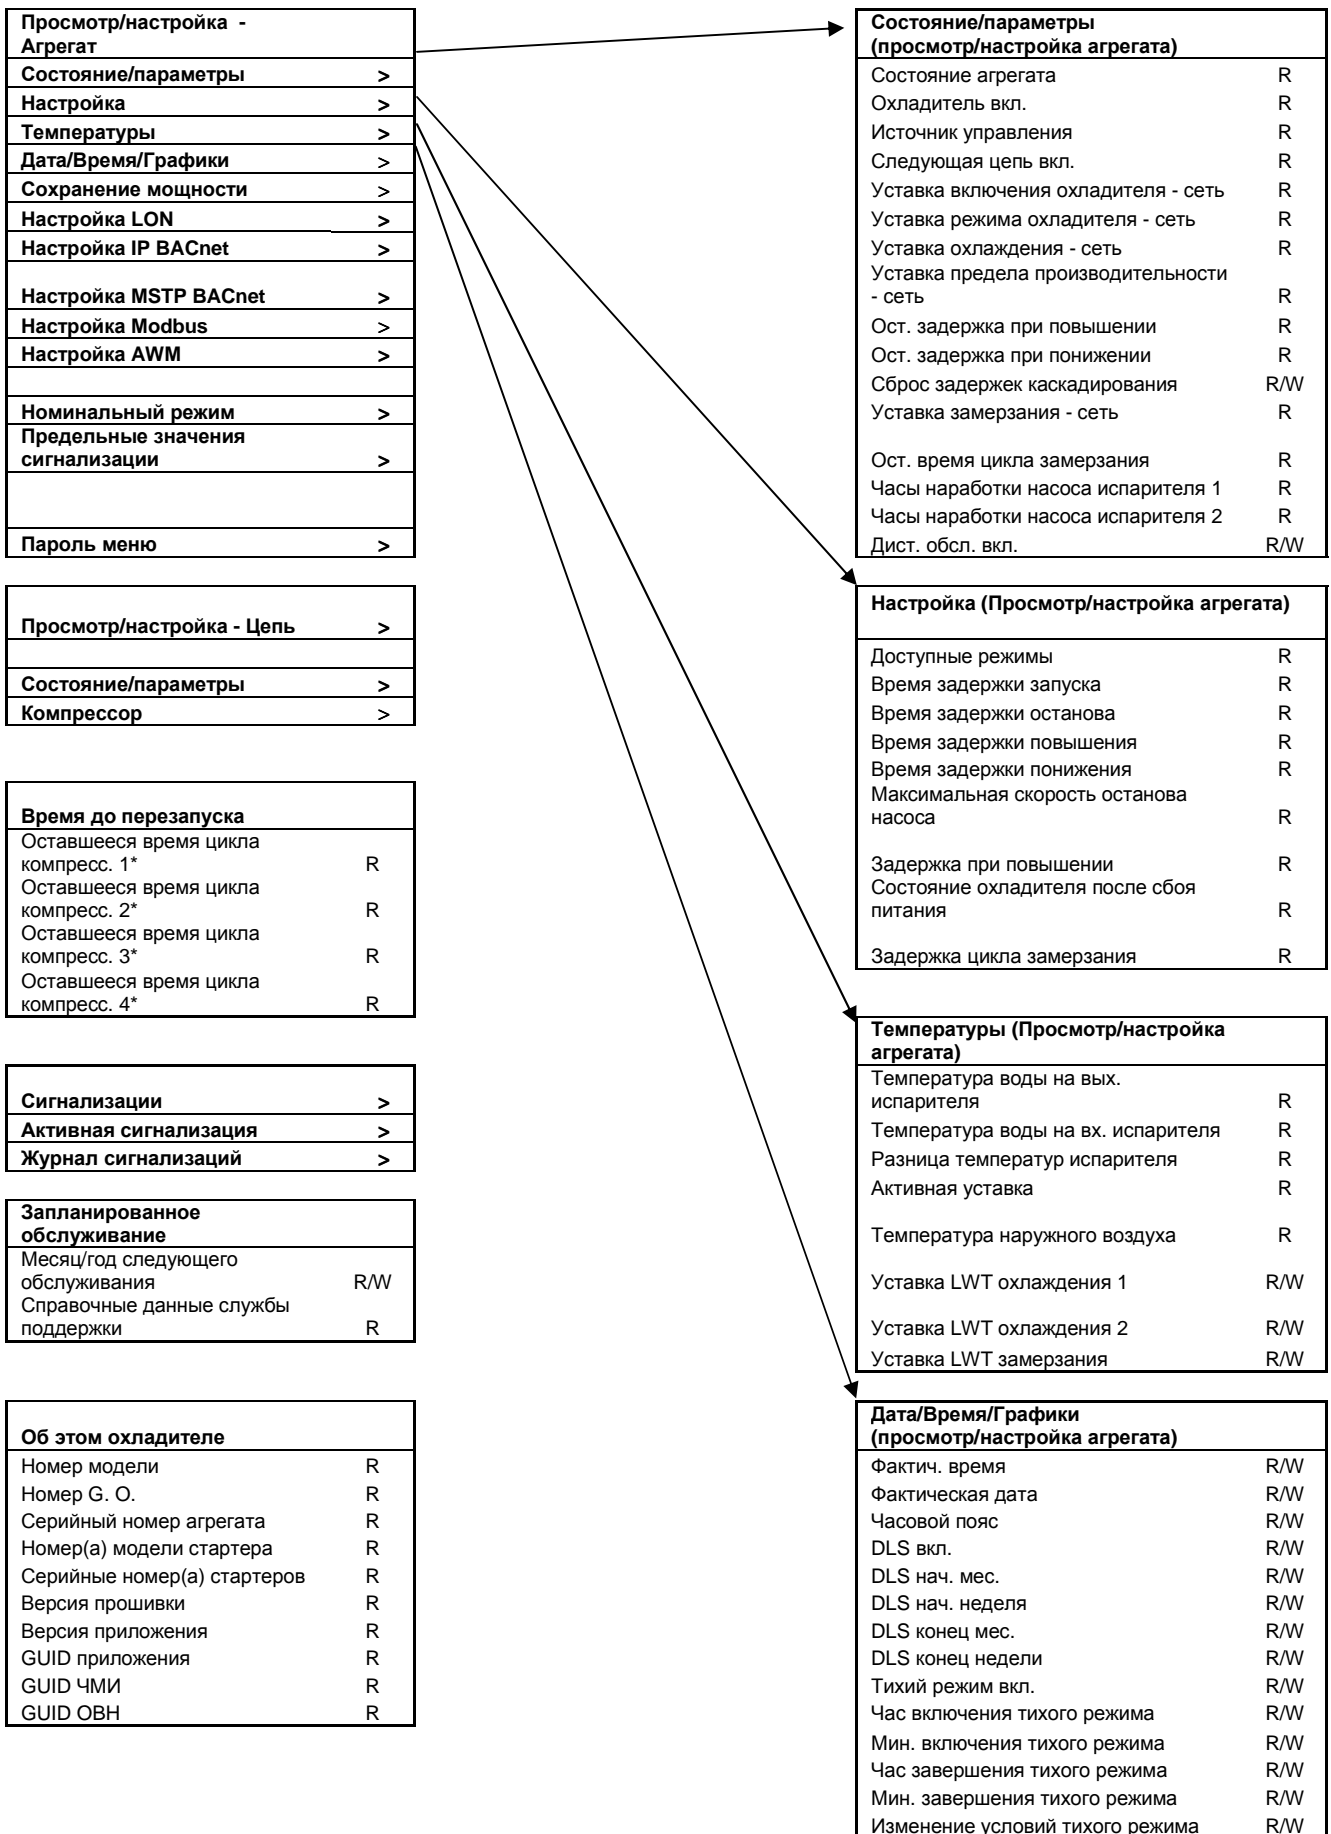 Просмотр/настройка -
Агрегат
Состояние/параметры >
Настройка >
Температуры >
Дата/Время/Графики >
Сохранение мощности >
Настройка LON >
Настройка IP BACnet >
Настройка MSTP BACnet >
Настройка Modbus >
Настройка AWM >
Номинальный режим >
Предельные значения
сигнализации >
Пароль меню >
Просмотр/настройка - Цепь >
Состояние/параметры >
Компрессор >
Время до перезапуска
Оставшееся время цикла
компресс. 1* R
Оставшееся время цикла
компресс. 2* R
Оставшееся время цикла
компресс. 3* R
Оставшееся время цикла
компресс. 4* R
Сигнализации >
Активная сигнализация >
Журнал сигнализаций >
Запланированное
обслуживание
Месяц/год следующего
обслуживания R/W
Справочные данные службы
поддержки R
Об этом охладителе
Номер модели R
Номер G. O. R
Серийный номер агрегата R
Номер(а) модели стартера R
Серийные номер(а) стартеров R
Версия прошивки R
Версия приложения R
GUID приложения R
GUID ЧМИ R
GUID ОВН R
Состояние/параметры
(просмотр/настройка агрегата)
Состояние агрегата R
Охладитель вкл. R
Источник управления R
Следующая цепь вкл. R
Уставка включения охладителя - сеть R
Уставка режима охладителя - сеть R
Уставка охлаждения - сеть R
Уставка предела производительности
- сеть R
Ост. задержка при повышении R
Ост. задержка при понижении R
Сброс задержек каскадирования R/W
Уставка замерзания - сеть R
Ост. время цикла замерзания R
Часы наработки насоса испарителя 1 R
Часы наработки насоса испарителя 2 R
Дист. обсл. вкл. R/W
Настройка (Просмотр/настройка агрегата)
Доступные режимы R
Время задержки запуска R
Время задержки останова R
Время задержки повышения R
Время задержки понижения R
Максимальная скорость останова
насоса R
Задержка при повышении R
Состояние охладителя после сбоя
питания R
Задержка цикла замерзания R
Температуры (Просмотр/настройка
агрегата)
Температура воды на вых.
испарителя R
Температура воды на вх. испарителя R
Разница температур испарителя R
Активная уставка R
Температура наружного воздуха R
Уставка LWT охлаждения 1 R/W
Уставка LWT охлаждения 2 R/W
Уставка LWT замерзания R/W
Дата/Время/Графики
(просмотр/настройка агрегата)
Фактич. время R/W
Фактическая дата R/W
Часовой пояс R/W
DLS вкл. R/W
DLS нач. мес. R/W
DLS нач. неделя R/W
DLS конец мес. R/W
DLS конец недели R/W
Тихий режим вкл. R/W
Час включения тихого режима R/W
Мин. включения тихого режима R/W
Час завершения тихого режима R/W
Мин. завершения тихого режима R/W
Изменение условий тихого режима R/W